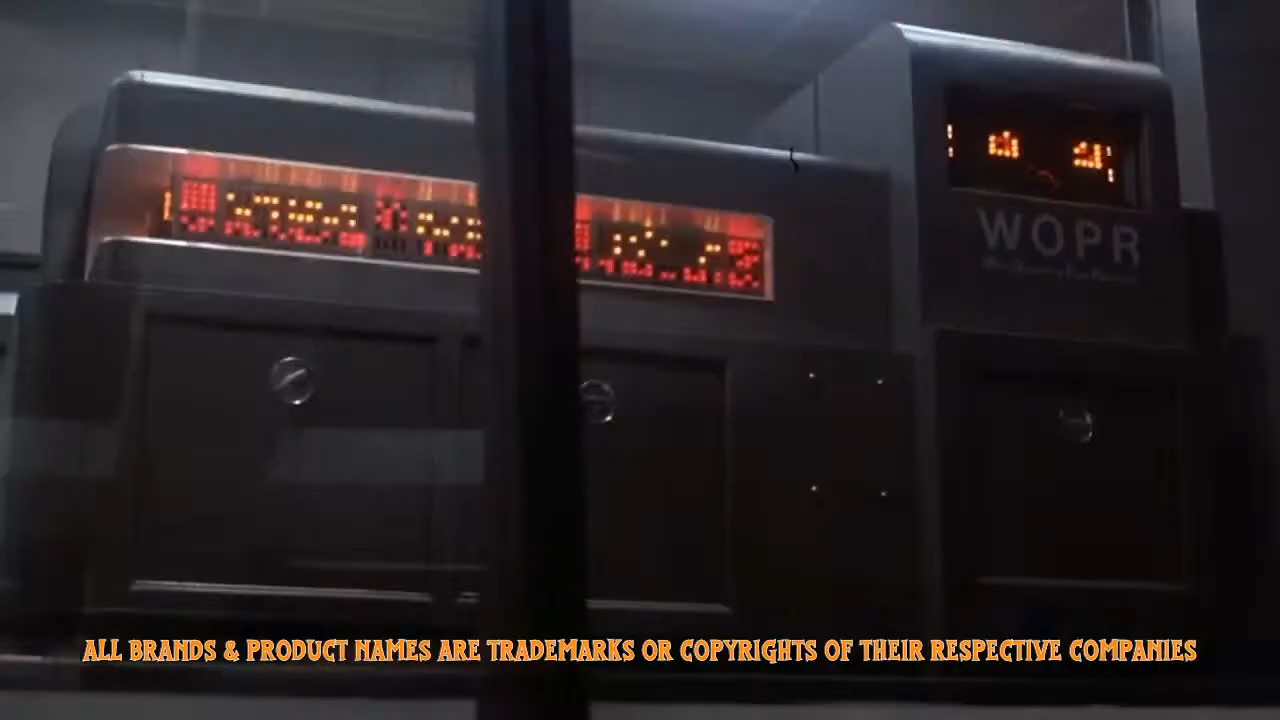 WOPR
ALL BRANDS & PRODUCT NAMES ARE TRADEMARKS OR COPYRIGHTS OF THEIR RESPECTIVE COMPANIES